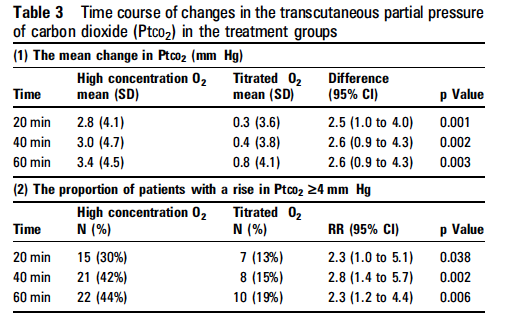 Table 3 Time course of changes in the transcutaneous partial pressure
of carbon dioxide (Ptco₂) in the treatment groups
(1) The mean change in Ptco₂ (mm Hg)
High concentration O₂ Titrated O₂ Difference
Time mean (SD) mean (SD) (95% CI) p Value
20 min 2.8 (4.1) 0.3 (3.6) 2.5 (1.0 to 4.0) 0.001
40 min 3.0 (4.7) 0.4 (3.8) 2.6 (0.9 to 4.3) 0.002
60 min 3.4 (4.5) 0.8 (4.1) 2.6 (0.9 to 4.3) 0.003
(2) The proportion of patients with a rise in Ptco₂ ≥4 mm Hg
High concentration O₂ Titrated O₂
Time N (%) N (%) RR (95% CI) p Value
20 min 15 (30%) 7 (13%) 2.3 (1.0 to 5.1) 0.038
40 min 21 (42%) 8 (15%) 2.8 (1.4 to 5.7) 0.002
60 min 22 (44%) 10 (19%) 2.3 (1.2 to 4.4) 0.006